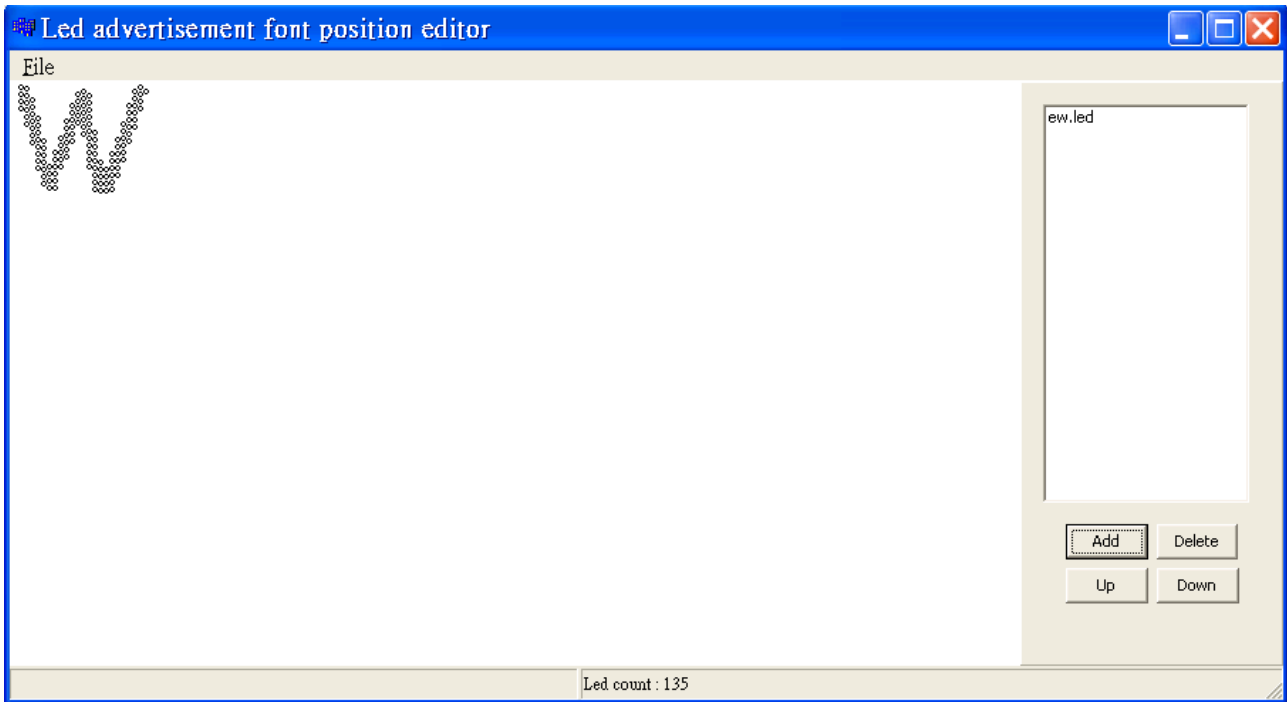 Led advertisement font position editor
File
W
ew.led
Add
Delete
Up
Down
Led count : 135